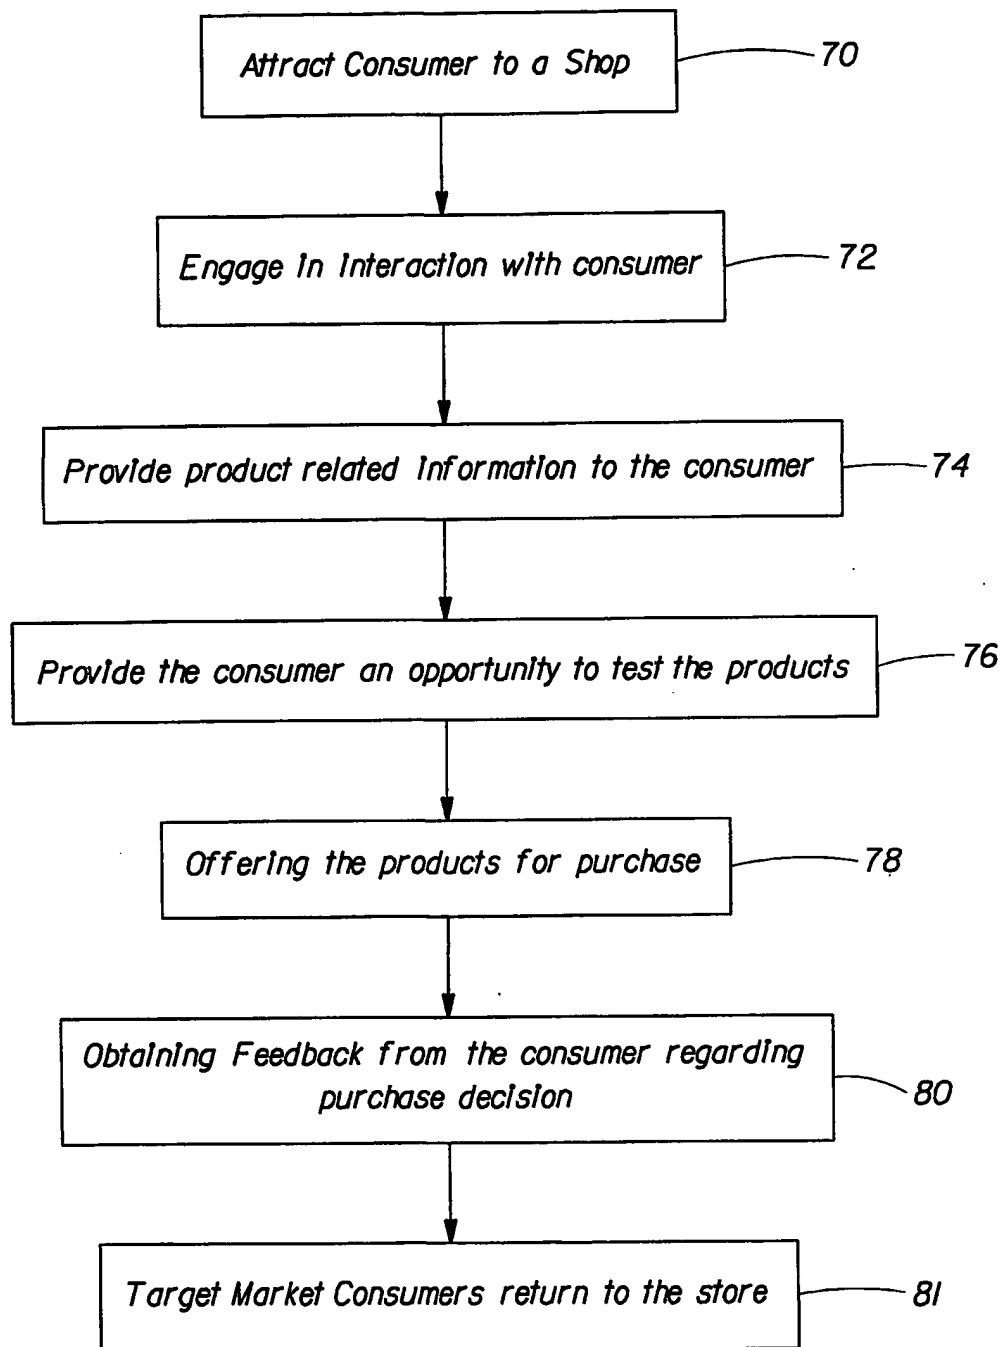 Attract Consumer to a Shop
70
Engage in interaction with consumer
72
Provide product related information to the consumer
74
Provide the consumer an opportunity to test the products
76
Offering the products for purchase
78
Obtaining Feedback from the consumer regarding
purchase decision
80
Target Market Consumers return to the store
81